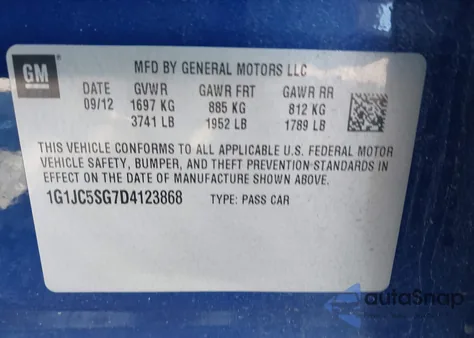 GM
MFD BY GENERAL MOTORS LLC
DATE GVWR GAWR FRT GAWR RR
09/12 1697 KG 885 KG 812 KG
3741 LB 1952 LB 1789 LB
THIS VEHICLE CONFORMS TO ALL APPLICABLE U.S. FEDERAL MOTOR
VEHICLE SAFETY, BUMPER, AND THEFT PREVENTION STANDARDS IN
EFFECT ON THE DATE OF MANUFACTURE SHOWN ABOVE.
1G1JC5SG7D4123868 TYPE: PASS CAR
autoSnap